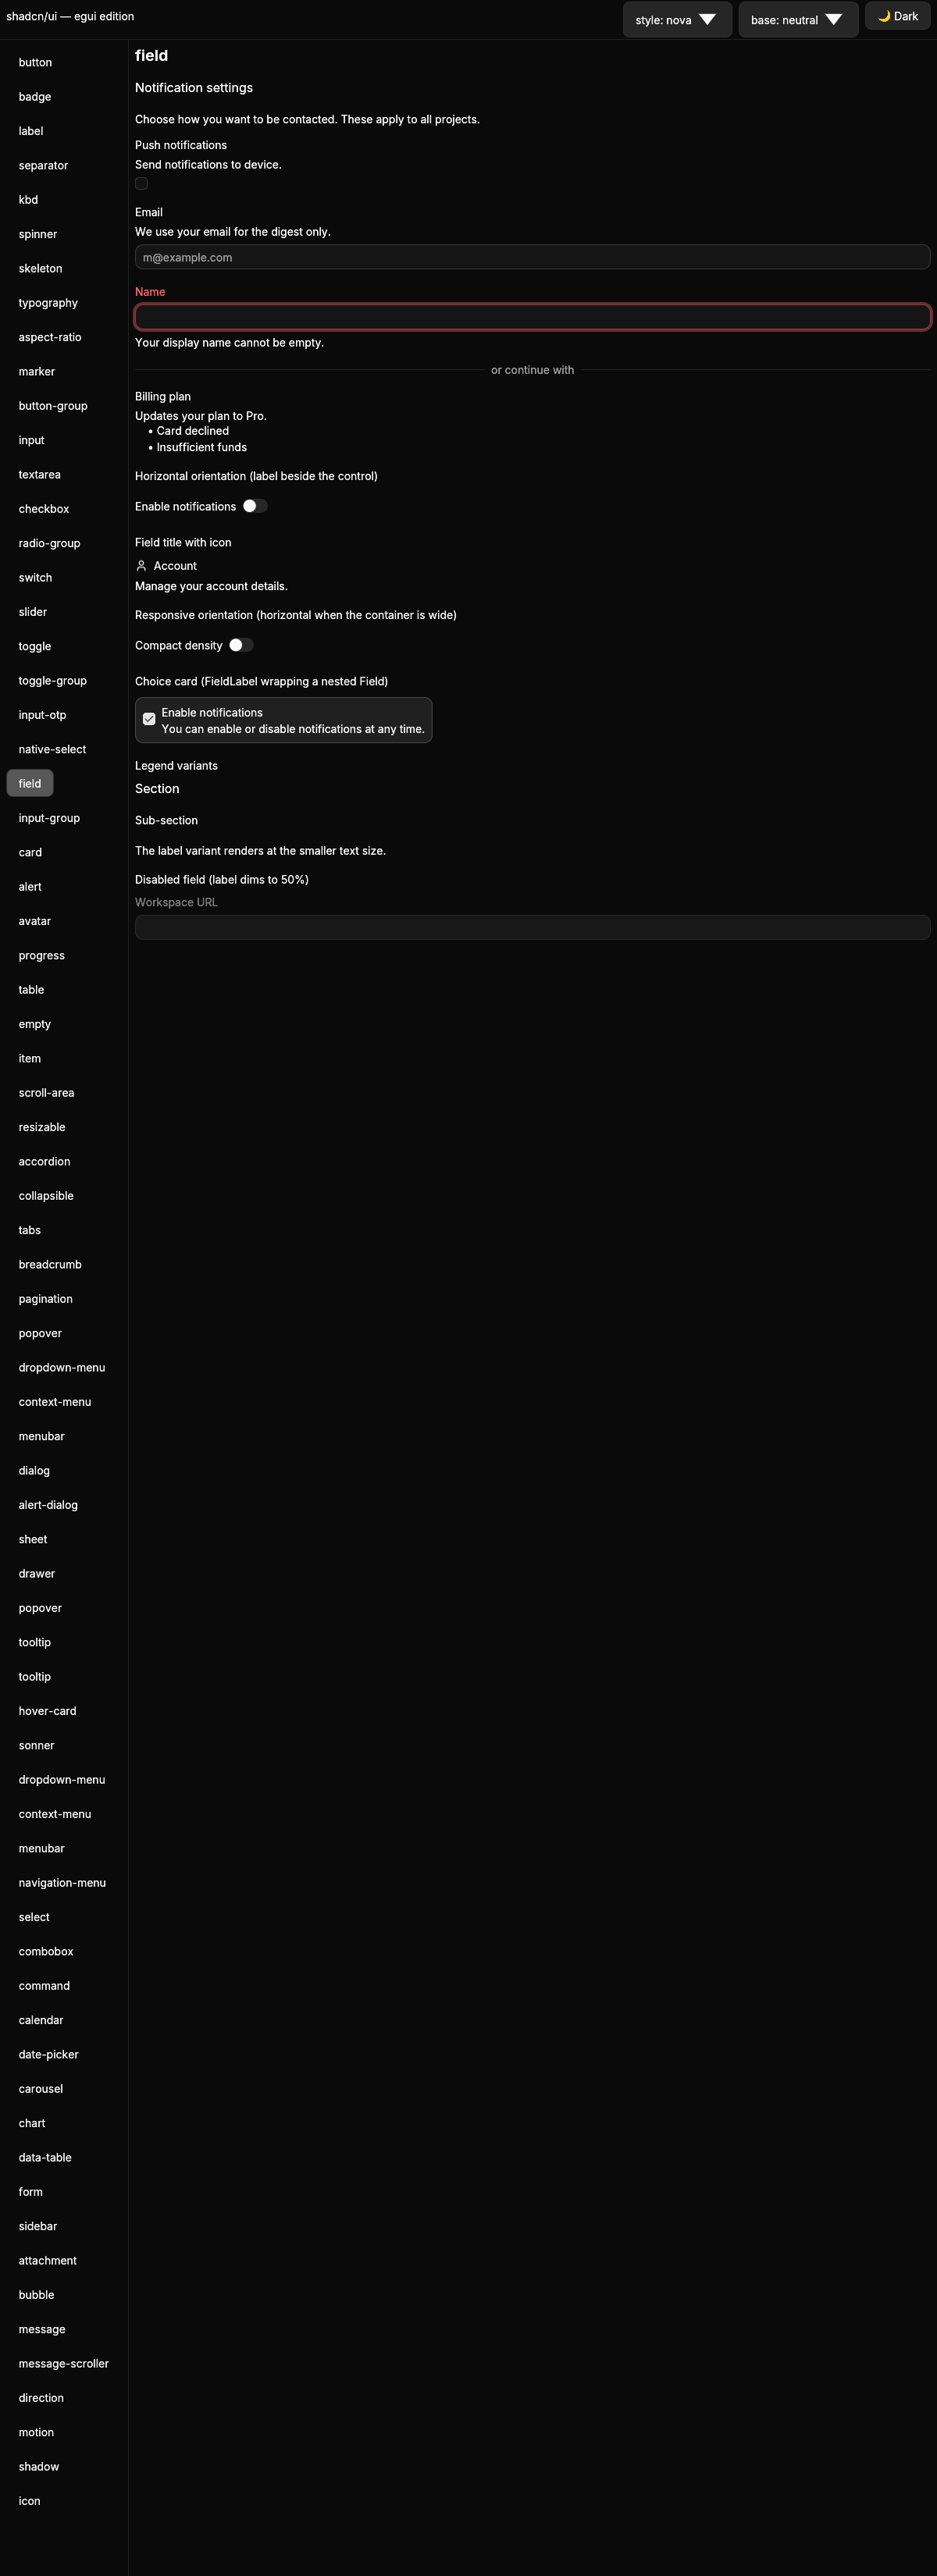 shadcn/ui — egui edition
style: nova
base: neutral
🌙 Dark
button
badge
label
separator
kbd
spinner
skeleton
typography
aspect-ratio
marker
button-group
input
textarea
checkbox
radio-group
switch
slider
toggle
toggle-group
input-otp
native-select
field
input-group
card
alert
avatar
progress
table
empty
item
scroll-area
resizable
accordion
collapsible
tabs
breadcrumb
pagination
popover
dropdown-menu
context-menu
menubar
dialog
alert-dialog
sheet
drawer
popover
tooltip
tooltip
hover-card
sonner
dropdown-menu
context-menu
menubar
navigation-menu
select
combobox
command
calendar
date-picker
carousel
chart
data-table
form
sidebar
attachment
bubble
message
message-scroller
direction
motion
shadow
icon
field
Notification settings
Choose how you want to be contacted. These apply to all projects.
Push notifications
Send notifications to device.
Email
We use your email for the digest only.
m@example.com
Name
Your display name cannot be empty.
or continue with
Billing plan
Updates your plan to Pro.
• Card declined
• Insufficient funds
Horizontal orientation (label beside the control)
Enable notifications
Field title with icon
Account
Manage your account details.
Responsive orientation (horizontal when the container is wide)
Compact density
Choice card (FieldLabel wrapping a nested Field)
Enable notifications
You can enable or disable notifications at any time.
Legend variants
Section
Sub-section
The label variant renders at the smaller text size.
Disabled field (label dims to 50%)
Workspace URL